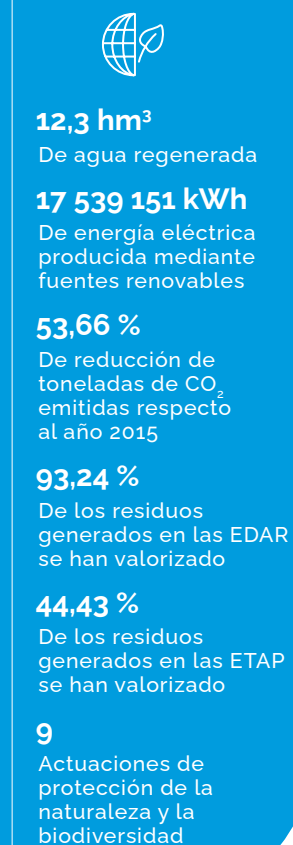 12,3 hm³
De agua regenerada
17 539 151 kWh
De energía eléctrica
producida mediante
fuentes renovables
53,66 %
De reducción de
toneladas de CO₂
emitidas respecto
al año 2015
93,24 %
De los residuos
generados en las EDAR
se han valorizado
44,43 %
De los residuos
generados en las ETAP
se han valorizado
9
Actuaciones de
protección de la
naturaleza y la
biodiversidad